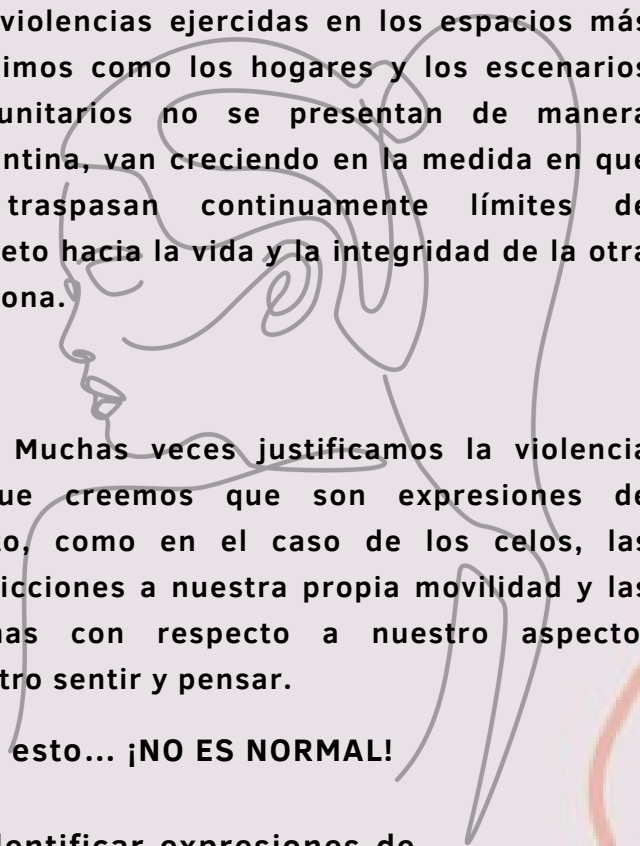 violencias ejercidas en los espacios más
imos como los hogares y los escenarios
unitarios no se presentan de manera
ntina, van creciendo en la medida en que
traspasan continuamente límites de
eto hacia la vida y la integridad de la otra
ona.
Muchas veces justificamos la violencia
ue creemos que son expresiones de
to, como en el caso de los celos, las
icciones a nuestra propia movilidad y las
as con respecto a nuestro aspecto
tro sentir y pensar.
esto... ¡NO ES NORMAL!
dentificar expresiones de